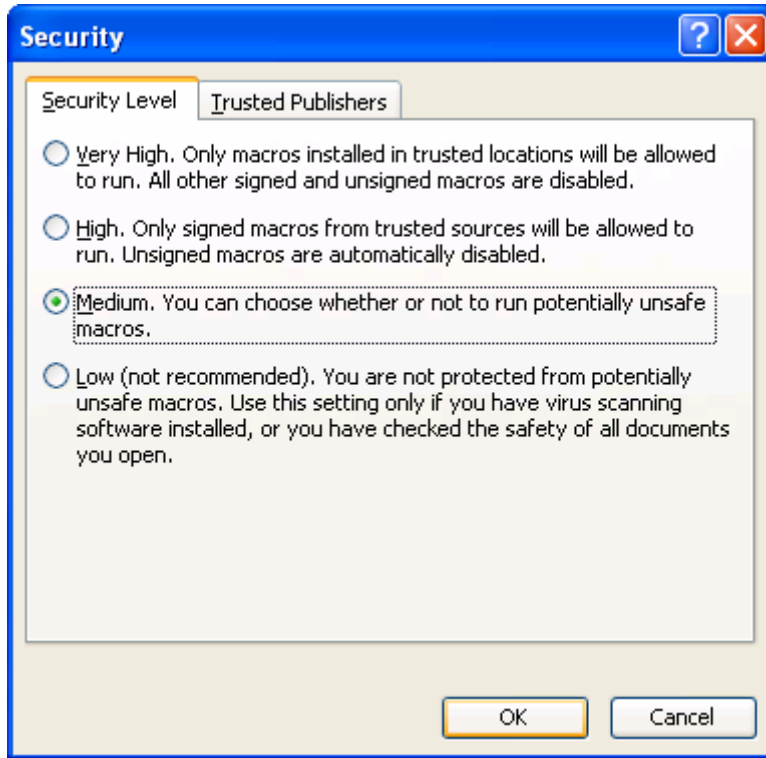 Security
Security Level
Trusted Publishers
Very High. Only macros installed in trusted locations will be allowed
to run. All other signed and unsigned macros are disabled.
High. Only signed macros from trusted sources will be allowed to
run. Unsigned macros are automatically disabled.
Medium. You can choose whether or not to run potentially unsafe
macros.
Low (not recommended). You are not protected from potentially
unsafe macros. Use this setting only if you have virus scanning
software installed, or you have checked the safety of all documents
you open.
OK
Cancel